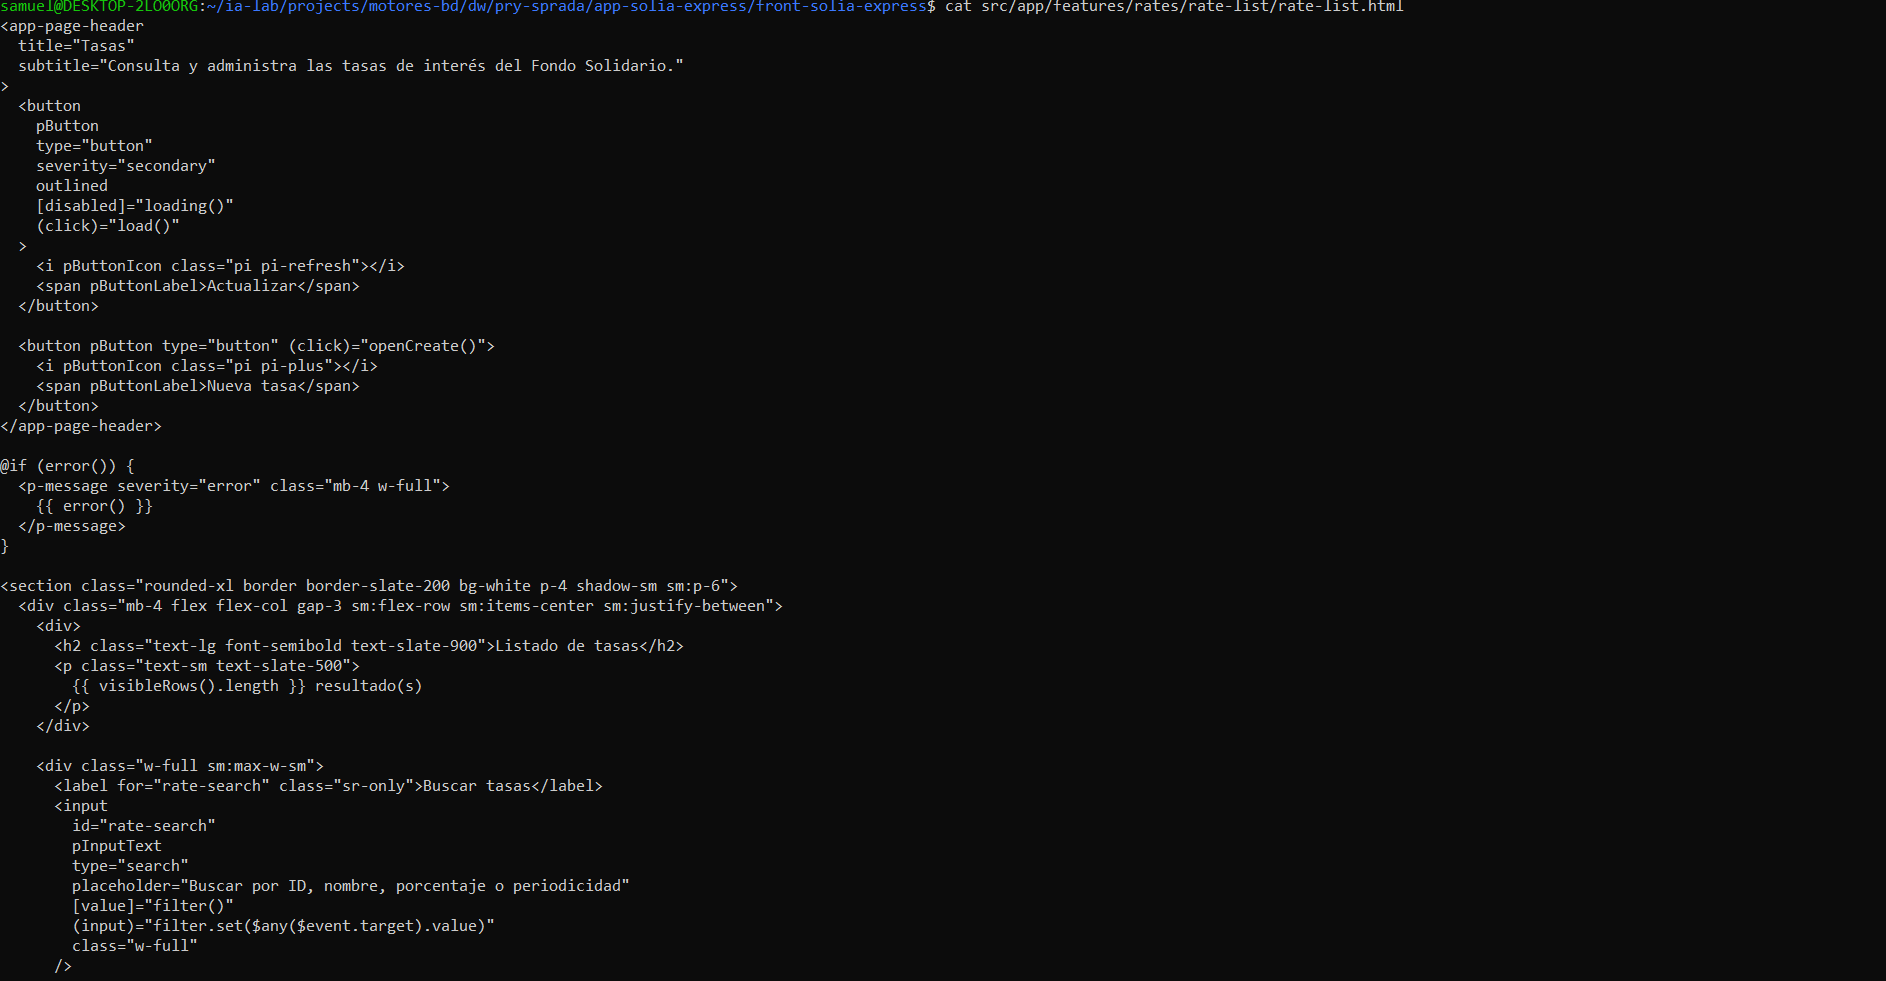 samuel@DESKTOP-2LO0ORG:~/ia-lab/projects/motores-bd/dw/pry-sprada/app-solia-express/front-solia-express$ cat src/app/features/rates/rate-list/rate-list.html
<app-page-header
  title="Tasas"
  subtitle="Consulta y administra las tasas de interés del Fondo Solidario."
>
  <button
    pButton
    type="button"
    severity="secondary"
    outlined
    [disabled]="loading()"
    (click)="load()"
  >
    <i pButtonIcon class="pi pi-refresh"></i>
    <span pButtonLabel>Actualizar</span>
  </button>

  <button pButton type="button" (click)="openCreate()">
    <i pButtonIcon class="pi pi-plus"></i>
    <span pButtonLabel>Nueva tasa</span>
  </button>
</app-page-header>

@if (error()) {
  <p-message severity="error" class="mb-4 w-full">
    {{ error() }}
  </p-message>
}

<section class="rounded-xl border border-slate-200 bg-white p-4 shadow-sm sm:p-6">
  <div class="mb-4 flex flex-col gap-3 sm:flex-row sm:items-center sm:justify-between">
    <div>
      <h2 class="text-lg font-semibold text-slate-900">Listado de tasas</h2>
      <p class="text-sm text-slate-500">
        {{ visibleRows().length }} resultado(s)
      </p>
    </div>

    <div class="w-full sm:max-w-sm">
      <label for="rate-search" class="sr-only">Buscar tasas</label>
      <input
        id="rate-search"
        pInputText
        type="search"
        placeholder="Buscar por ID, nombre, porcentaje o periodicidad"
        [value]="filter()"
        (input)="filter.set($any($event.target).value)"
        class="w-full"
      />